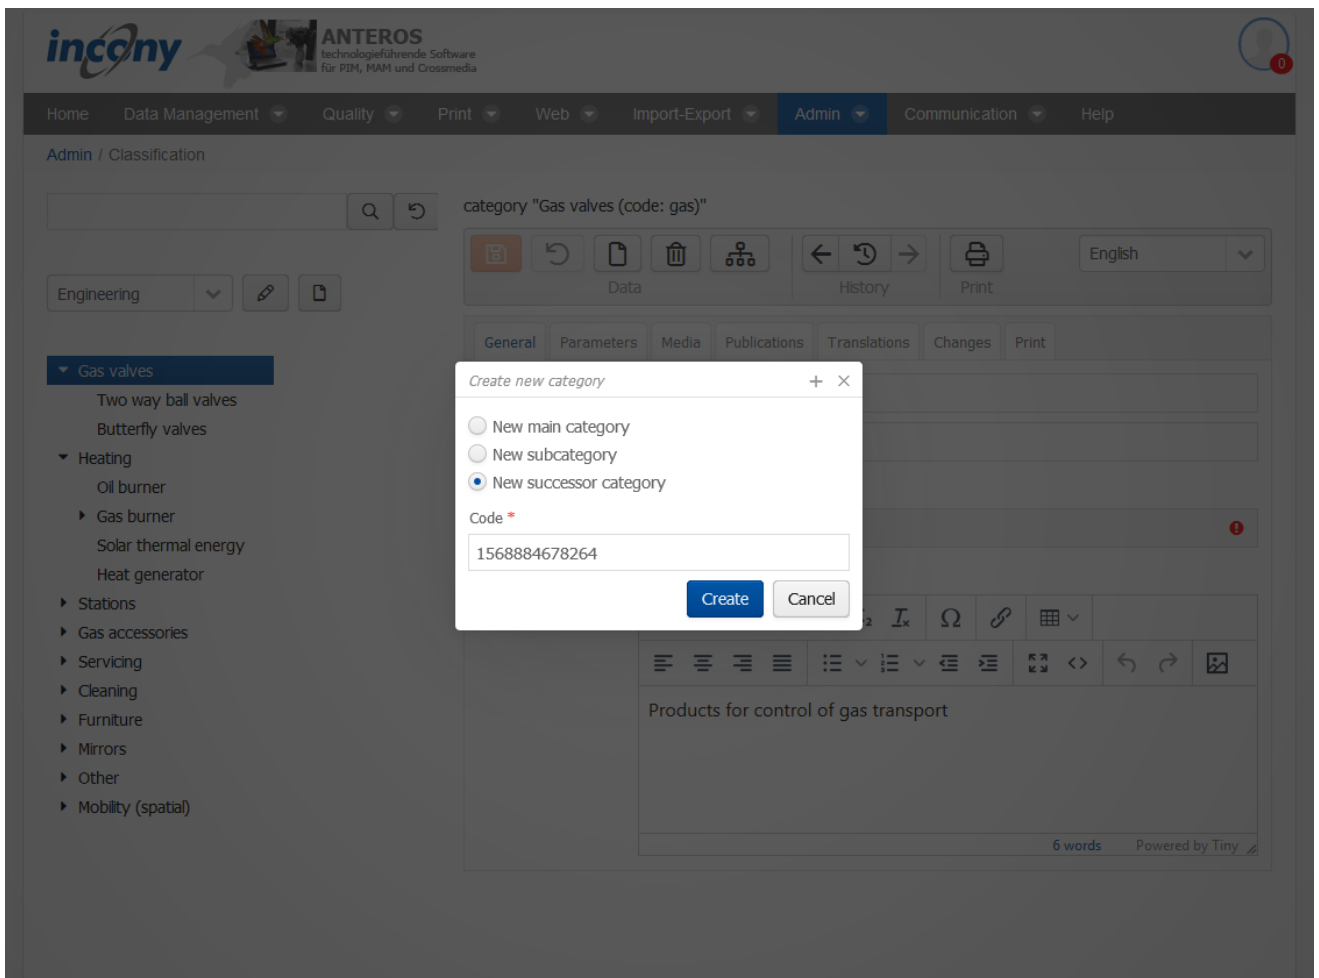 incony
ANTEROS
technologieführende Software
für PIM, MAM und Crossmedia
0
Home Data Management Quality Print Web Import-Export Admin Communication Help
Admin / Classification
category "Gas valves (code: gas)"
English
Data History Print
Engineering
General Parameters Media Publications Translations Changes Print
Gas valves
Two way ball valves
Butterfly valves
Heating
Oil burner
Gas burner
Solar thermal energy
Heat generator
Stations
Gas accessories
Servicing
Cleaning
Furniture
Mirrors
Other
Mobility (spatial)
Create new category
New main category
New subcategory
New successor category
Code *
1568884678264
Create Cancel
Products for control of gas transport
6 words Powered by Tiny